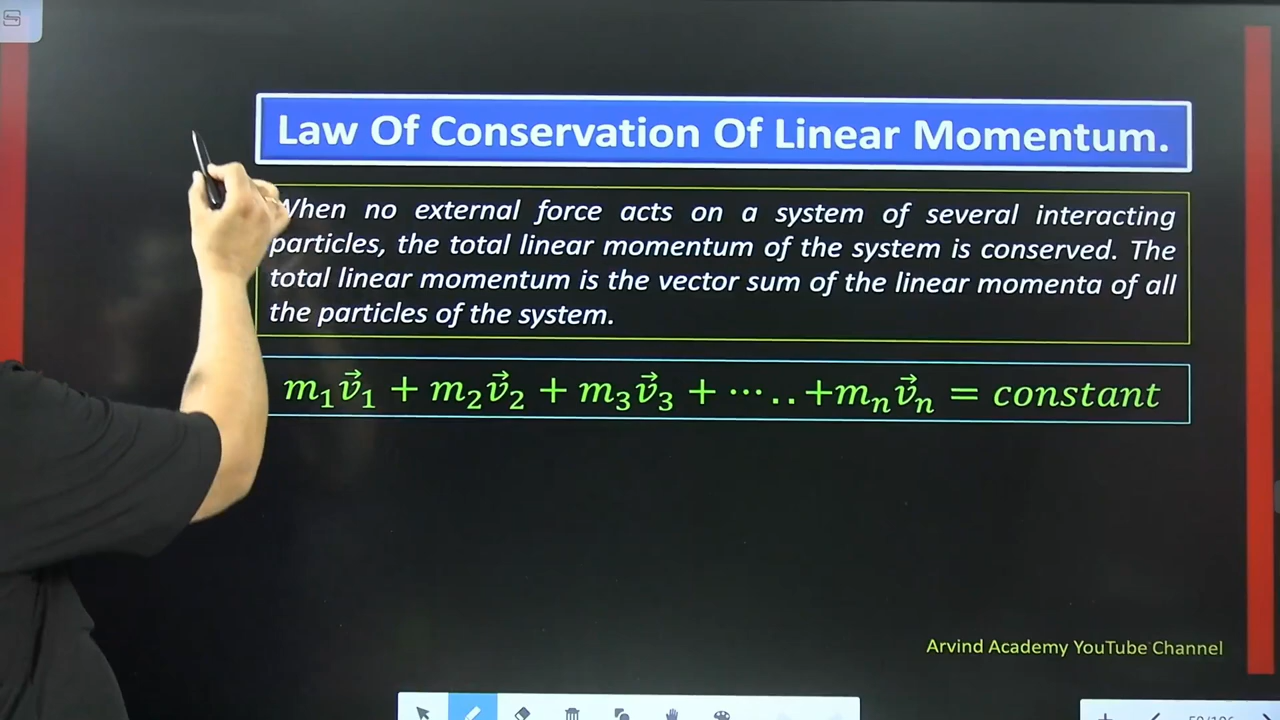 Law Of Conservation Of Linear Momentum.
When no external force acts on a system of several interacting
particles, the total linear momentum of the system is conserved. The
total linear momentum is the vector sum of the linear momenta of all
the particles of the system.
m₁v⃗₁ + m₂v⃗₂ + m₃v⃗₃ + ⋯ . . +mₙv⃗ₙ = constant
Arvind Academy YouTube Channel